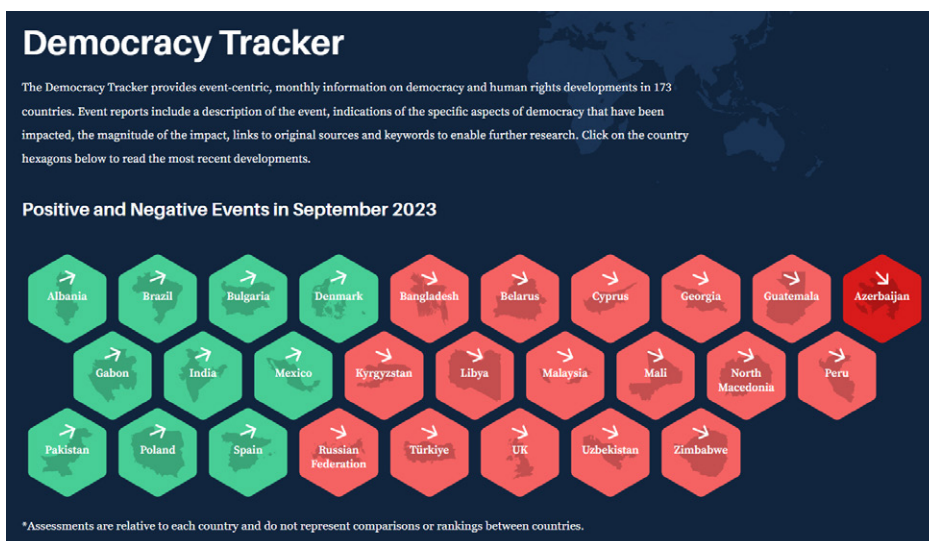 Democracy Tracker
The Democracy Tracker provides event-centric, monthly information on democracy and human rights developments in 173
countries. Event reports include a description of the event, indications of the specific aspects of democracy that have been
impacted, the magnitude of the impact, links to original sources and keywords to enable further research. Click on the country
hexagons below to read the most recent developments.
Positive and Negative Events in September 2023
Albania
Brazil
Bulgaria
Denmark
Bangladesh
Belarus
Cyprus
Georgia
Guatemala
Azerbaijan
Gabon
India
Mexico
Kyrgyzstan
Libya
Malaysia
Mali
North
Macedonia
Peru
Pakistan
Poland
Spain
Russian
Federation
Türkiye
UK
Uzbekistan
Zimbabwe
*Assessments are relative to each country and do not represent comparisons or rankings between countries.